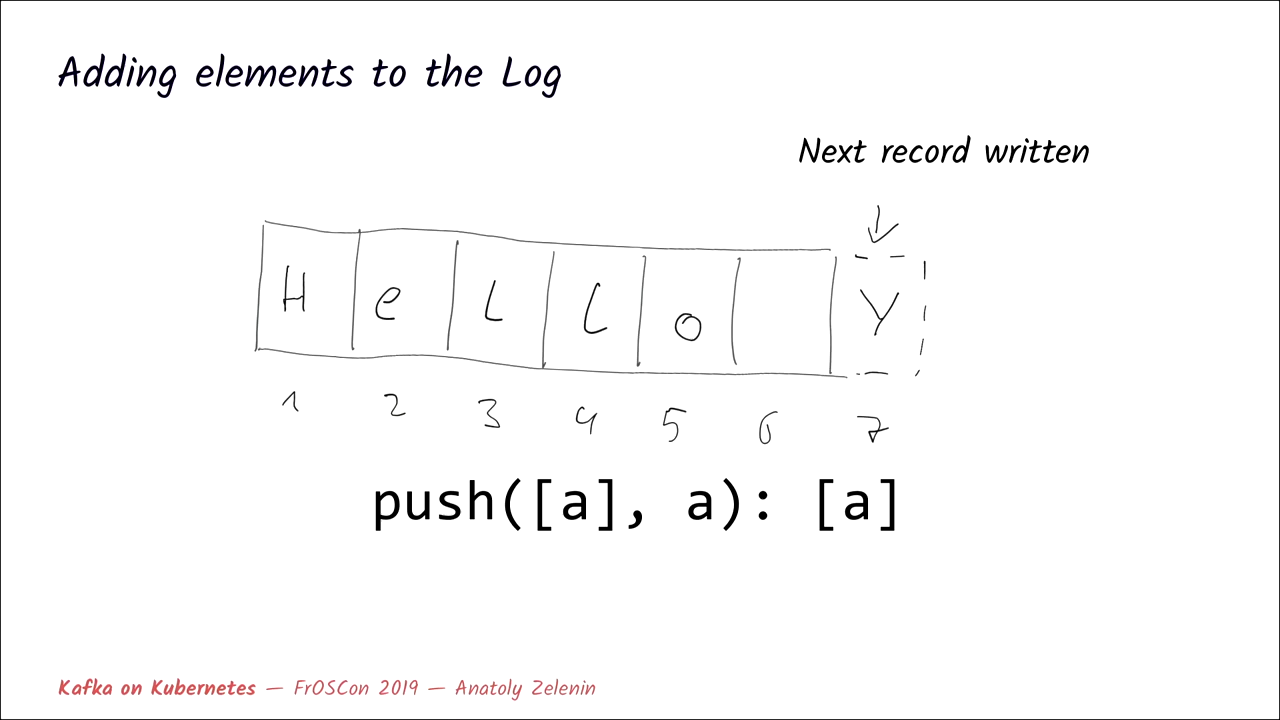 Adding elements to the Log
Next record written
H e L L o Y
1 2 3 4 5 6 7
push([a], a): [a]
Kafka on Kubernetes — FrOSCon 2019 — Anatoly Zelenin